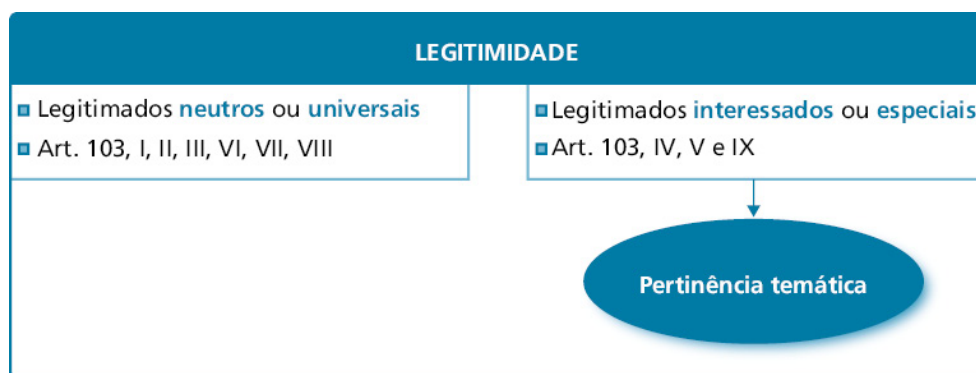 LEGITIMIDADE
Legitimados neutros ou universais
Art. 103, I, II, III, VI, VII, VIII
Legitimados interessados ou especiais
Art. 103, IV, V e IX
Pertinência temática